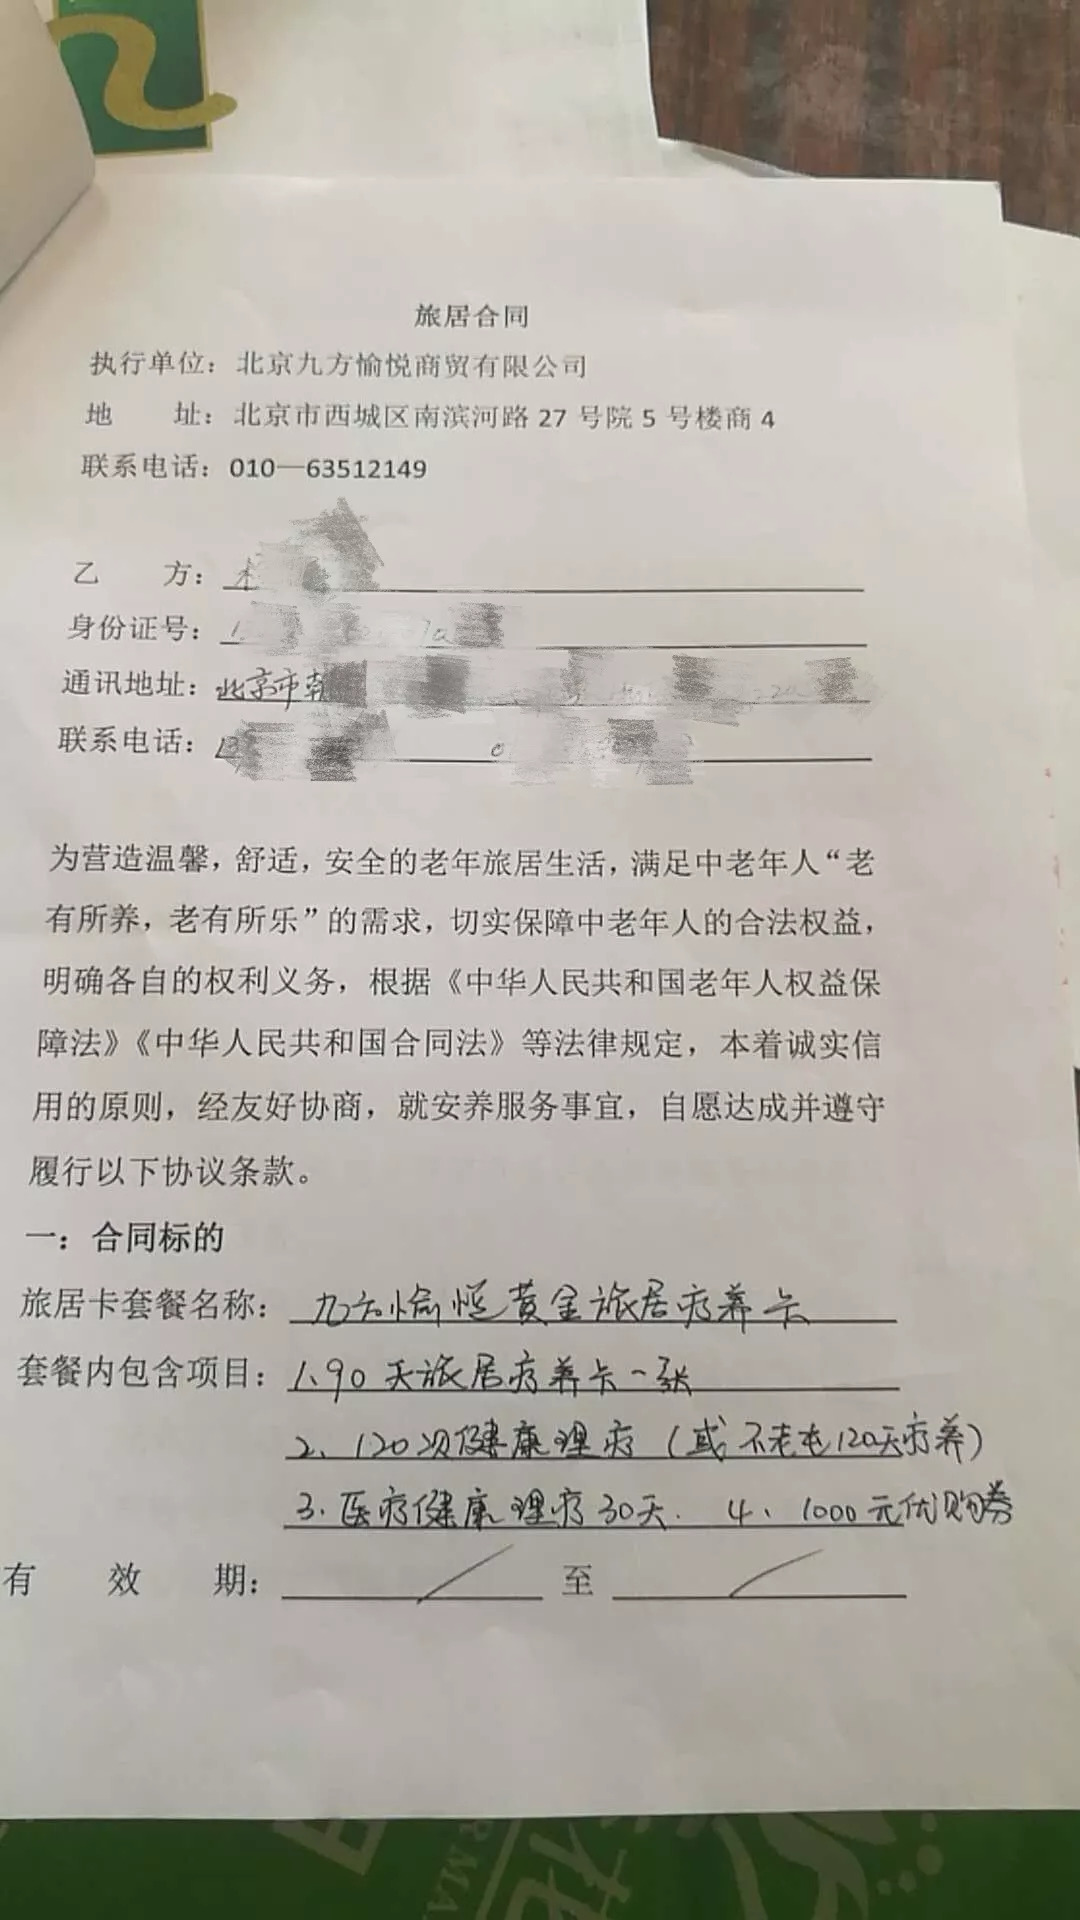 旅居合同
执行单位：北京九方愉悦商贸有限公司
地 址：北京市西城区南滨河路 27 号院 5 号楼商 4
联系电话：010—63512149
乙 方：
身份证号：
通讯地址：北京市朝
联系电话：13
为营造温馨，舒适，安全的老年旅居生活，满足中老年人“老
有所养，老有所乐”的需求，切实保障中老年人的合法权益，
明确各自的权利义务，根据《中华人民共和国老年人权益保
障法》《中华人民共和国合同法》等法律规定，本着诚实信
用的原则，经友好协商，就安养服务事宜，自愿达成并遵守
履行以下协议条款。
一：合同标的
旅居卡套餐名称：九方愉悦黄金旅居疗养卡
套餐内包含项目：1、90天旅居疗养卡一张
2、120次健康理疗（或不老屯120天疗养）
3.医疗健康理疗30天. 4、1000元优购券
有 效 期： / 至 /